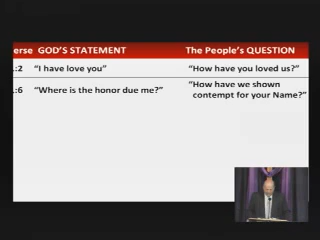 erse GOD'S STATEMENT The People's QUESTION
:2 "I have love you" "How have you loved us?"
:6 "Where is the honor due me?" "How have we shown
contempt for your Name?"